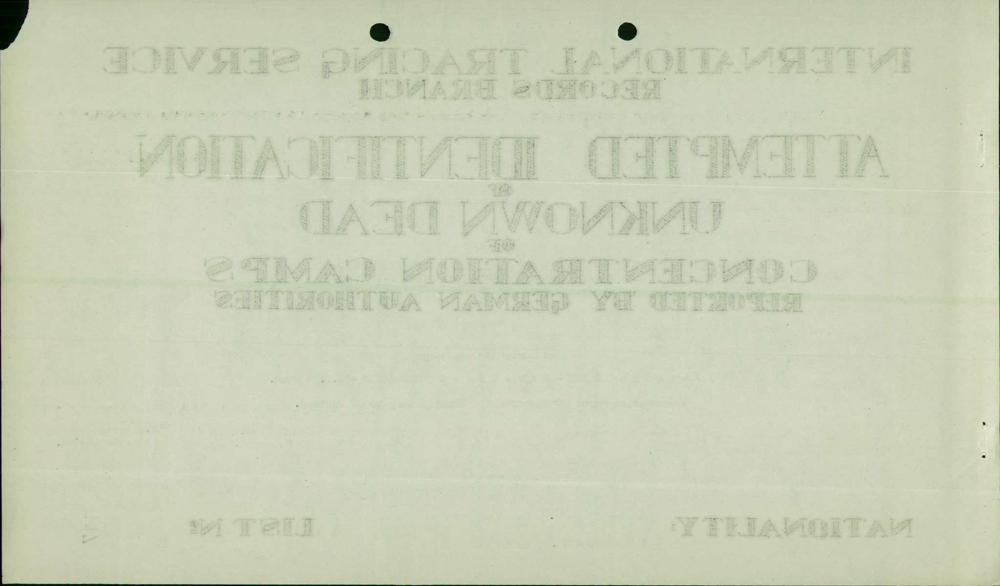 INTERNATIONAL TRACING SERVICE
RECORDS BRANCH
ATTEMPTED IDENTIFICATION
OF
UNKNOWN DEAD
OF
CONCENTRATION CAMPS
REPORTED BY GERMAN AUTHORITIES
NATIONALITY:
LIST Nº